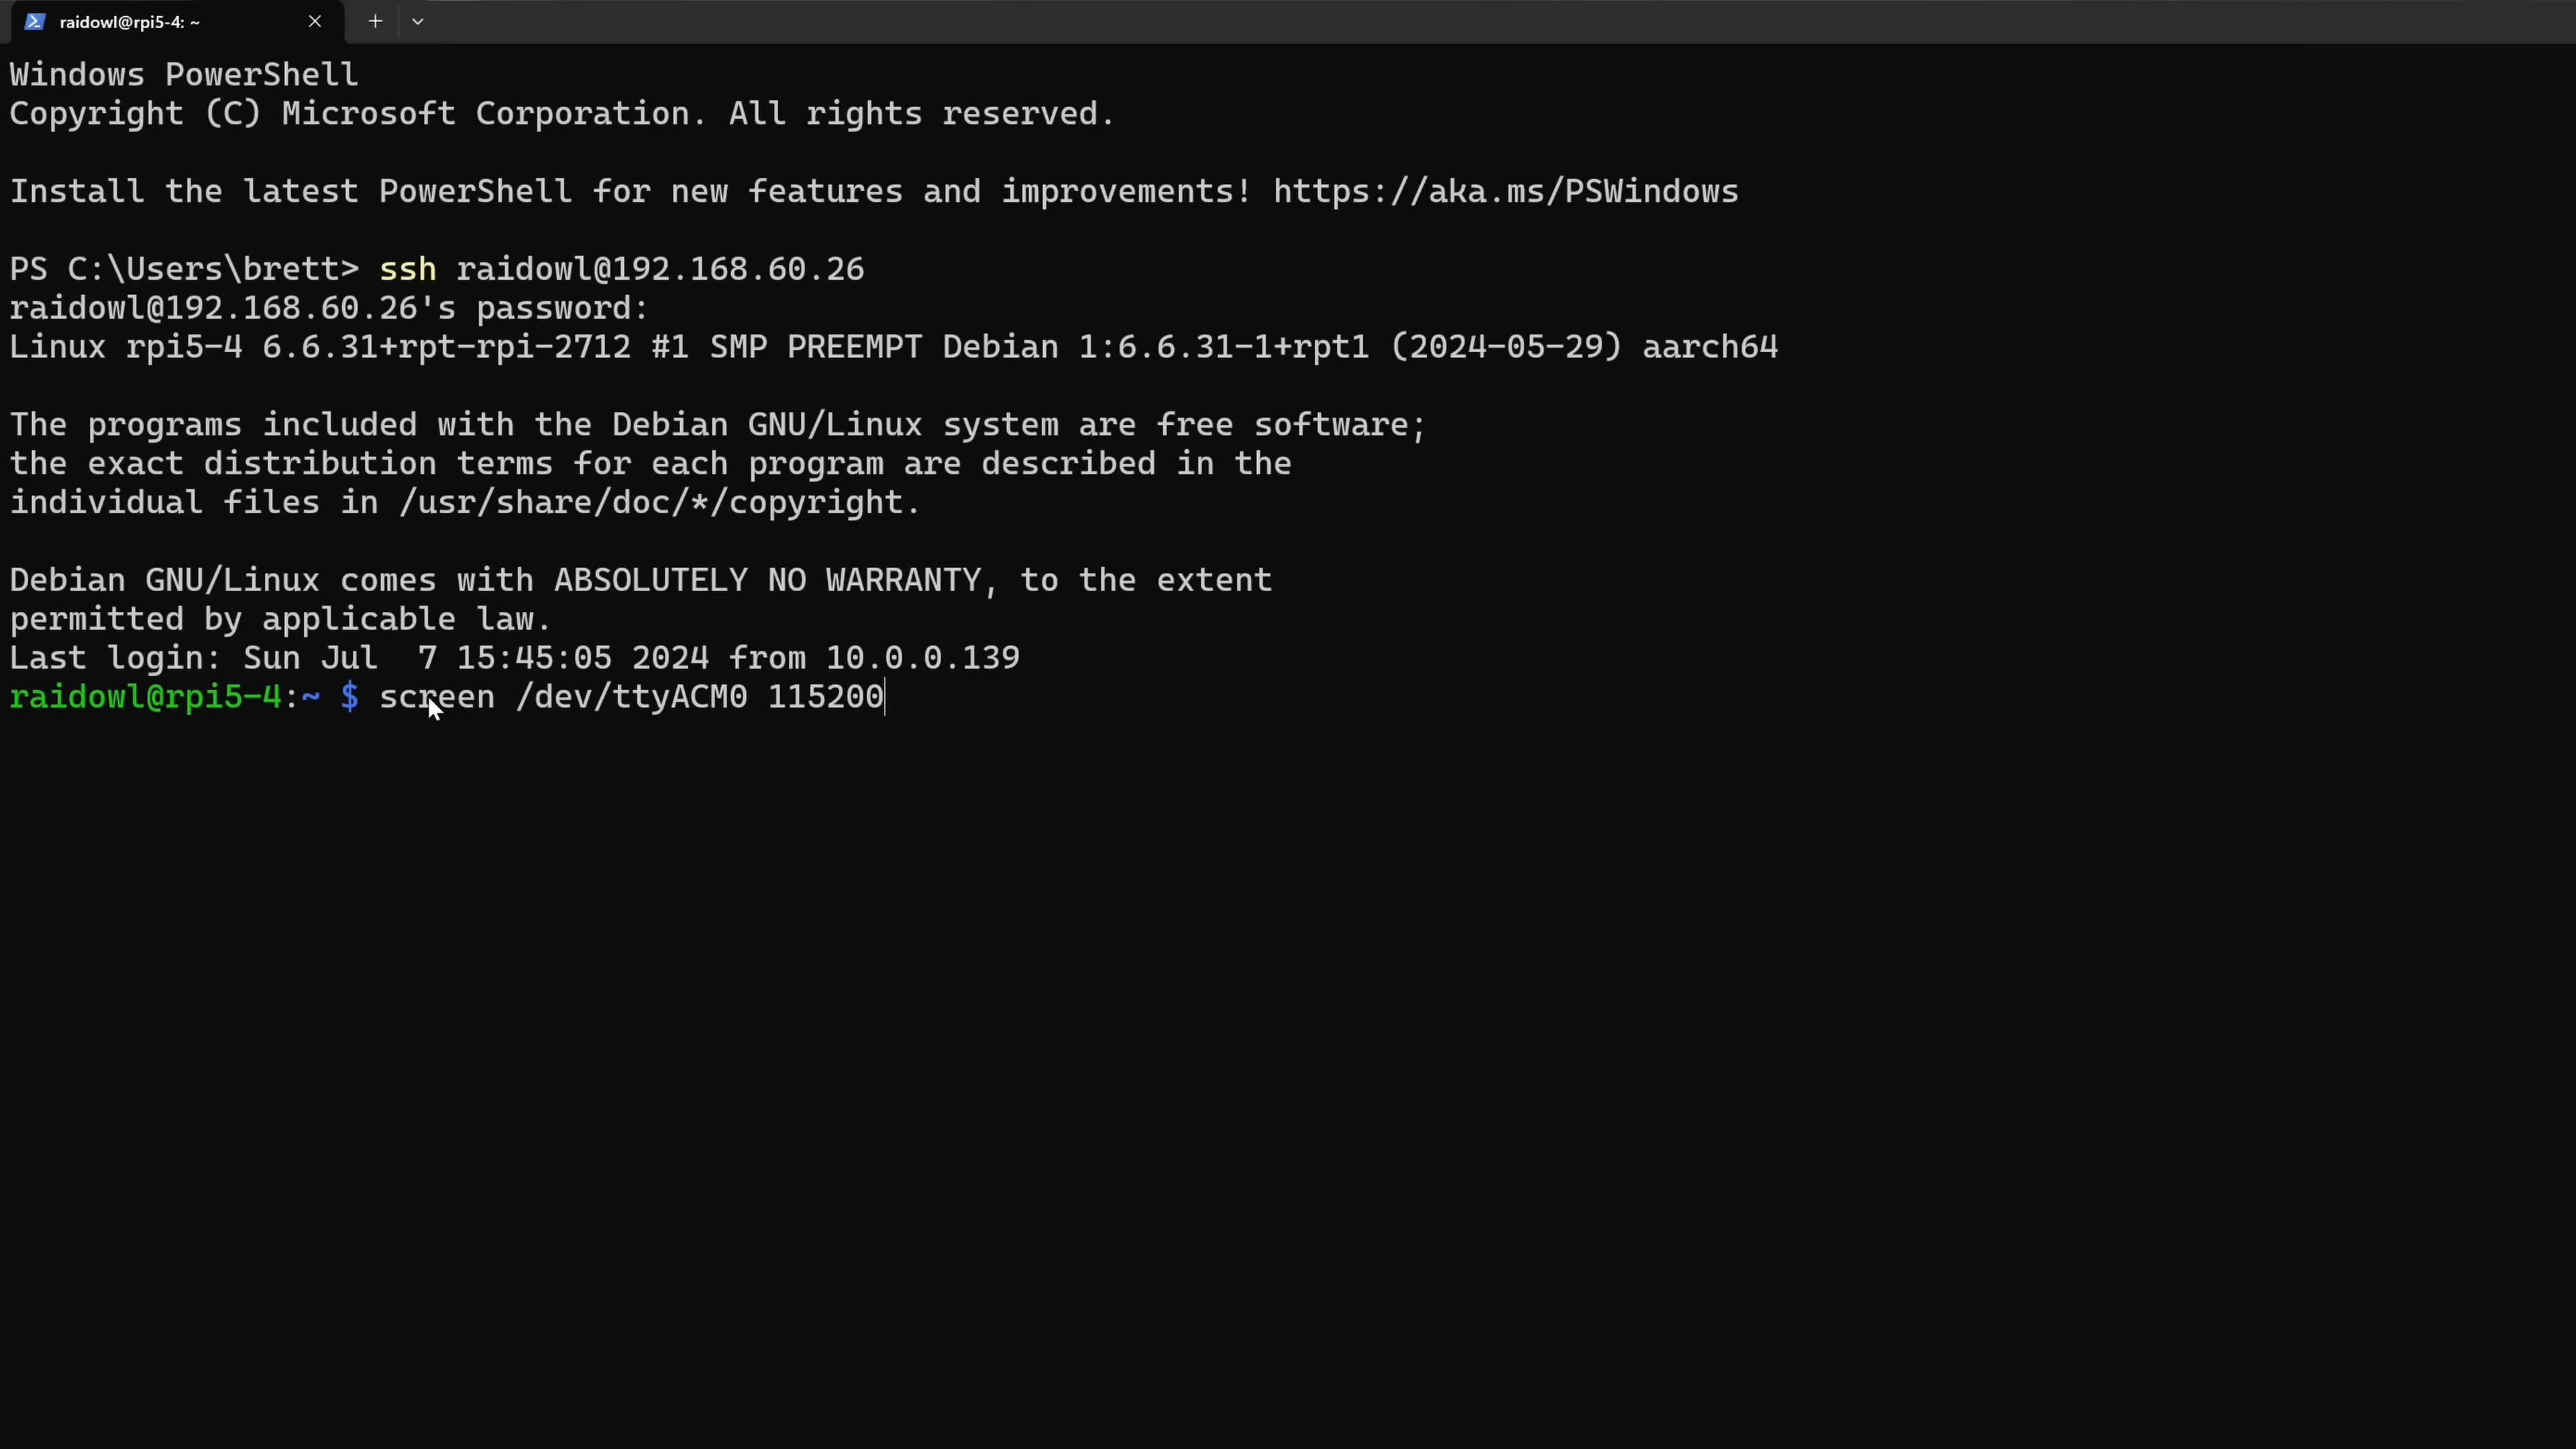 raidowl@rpi5-4: ~
Windows PowerShell
Copyright (C) Microsoft Corporation. All rights reserved.
Install the latest PowerShell for new features and improvements! https://aka.ms/PSWindows
PS C:\Users\brett> ssh raidowl@192.168.60.26
raidowl@192.168.60.26's password:
Linux rpi5-4 6.6.31+rpt-rpi-2712 #1 SMP PREEMPT Debian 1:6.6.31-1+rpt1 (2024-05-29) aarch64
The programs included with the Debian GNU/Linux system are free software;
the exact distribution terms for each program are described in the
individual files in /usr/share/doc/*/copyright.
Debian GNU/Linux comes with ABSOLUTELY NO WARRANTY, to the extent
permitted by applicable law.
Last login: Sun Jul  7 15:45:05 2024 from 10.0.0.139
raidowl@rpi5-4:~ $ screen /dev/ttyACM0 115200